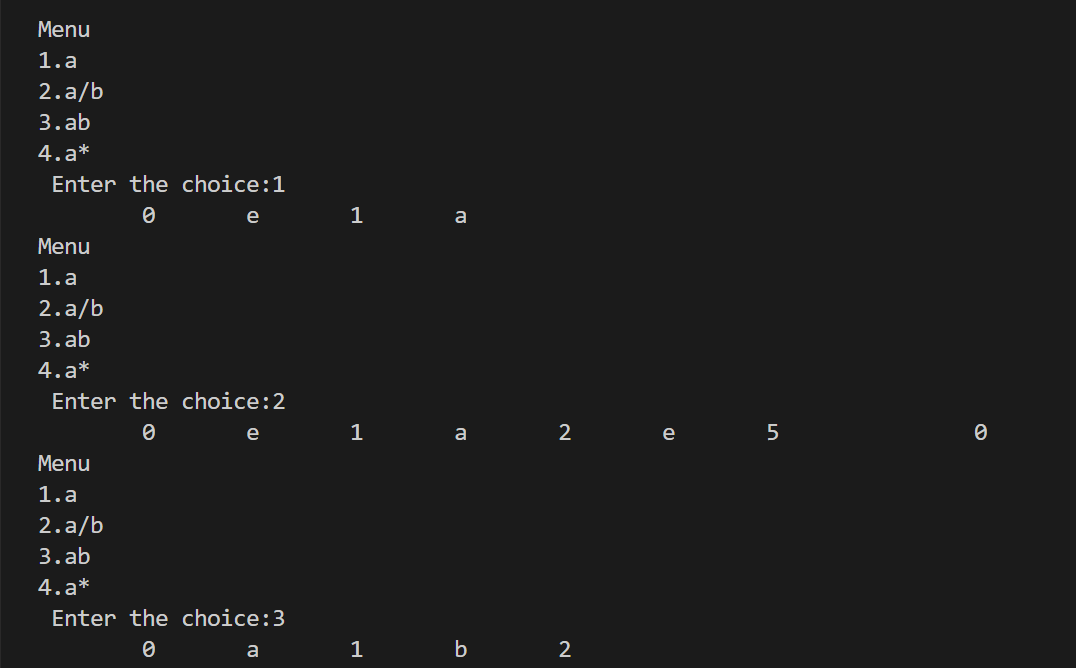 Menu
1.a
2.a/b
3.ab
4.a*
Enter the choice:1
0 e 1 a
Menu
1.a
2.a/b
3.ab
4.a*
Enter the choice:2
0 e 1 a 2 e 5 0
Menu
1.a
2.a/b
3.ab
4.a*
Enter the choice:3
0 a 1 b 2